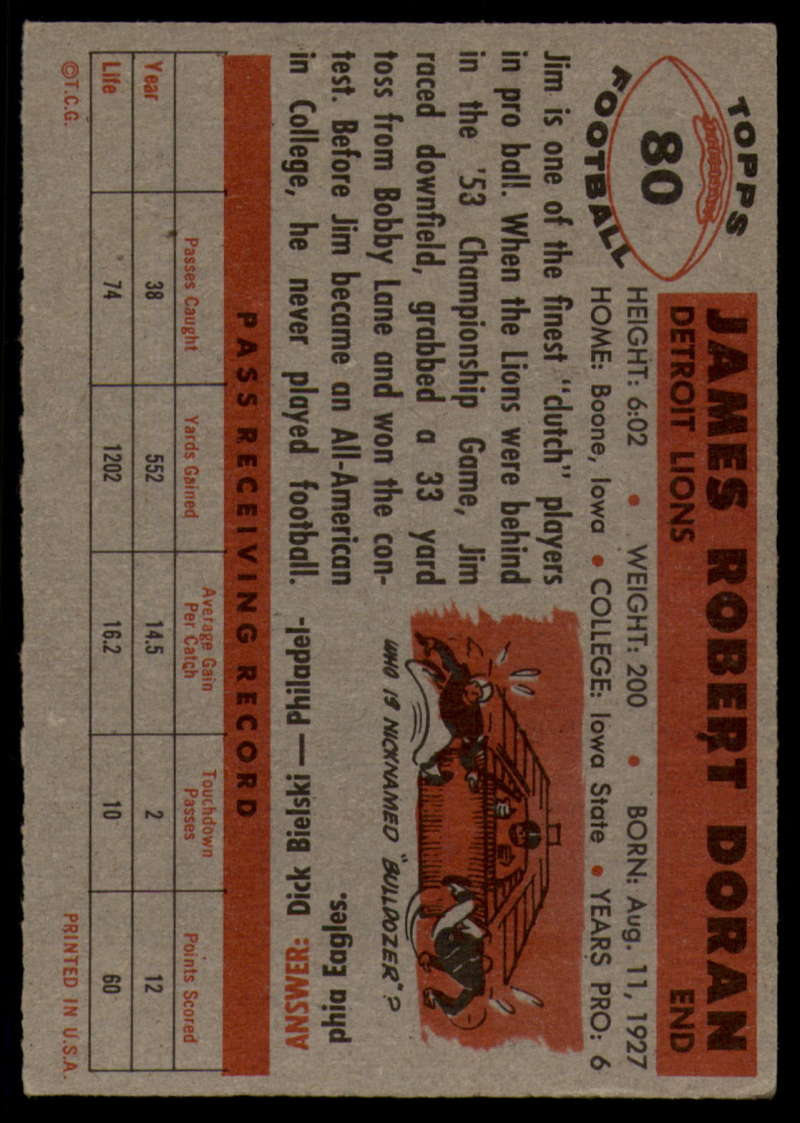 TOPPS
80
FOOTBALL
JAMES ROBERT DORAN
DETROIT LIONS END
HEIGHT: 6:02 • WEIGHT: 200 • BORN: Aug. 11, 1927
HOME: Boone, Iowa • COLLEGE: Iowa State • YEARS PRO: 6
Jim is one of the finest "clutch" players
in pro ball. When the Lions were behind
in the '53 Championship Game, Jim
raced downfield, grabbed a 33 yard
toss from Bobby Lane and won the con-
test. Before Jim became an All-American
in College, he never played football.
WHO IS NICKNAMED "BULLDOZER"?
ANSWER: Dick Bielski — Philadel-
phia Eagles.
PASS RECEIVING RECORD
Passes Caught Yards Gained Average Gain Per Catch Touchdown Passes Points Scored
Year 38 552 14.5 2 12
Life 74 1202 16.2 10 60
©T.C.G. PRINTED IN U.S.A.